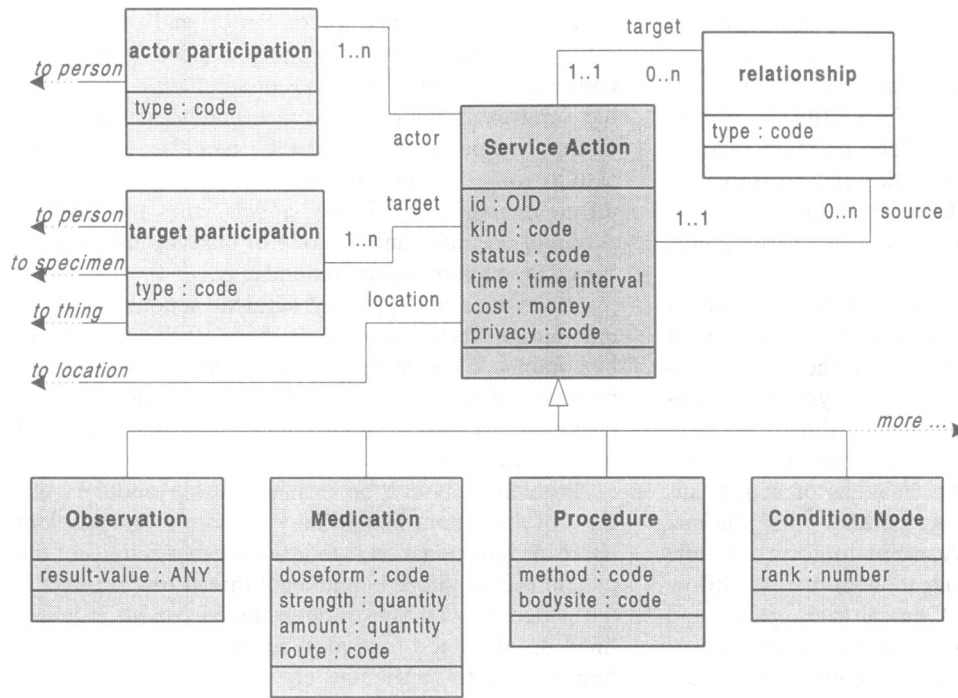 actor participation
type : code
to person
1..n
actor
target
1..1
0..n
relationship
type : code
0..n
source
1..1
Service Action
id : OID
kind : code
status : code
time : time interval
cost : money
privacy : code
to person
to specimen
to thing
target participation
type : code
target
1..n
location
to location
more ...
Observation
result-value : ANY
Medication
doseform : code
strength : quantity
amount : quantity
route : code
Procedure
method : code
bodysite : code
Condition Node
rank : number